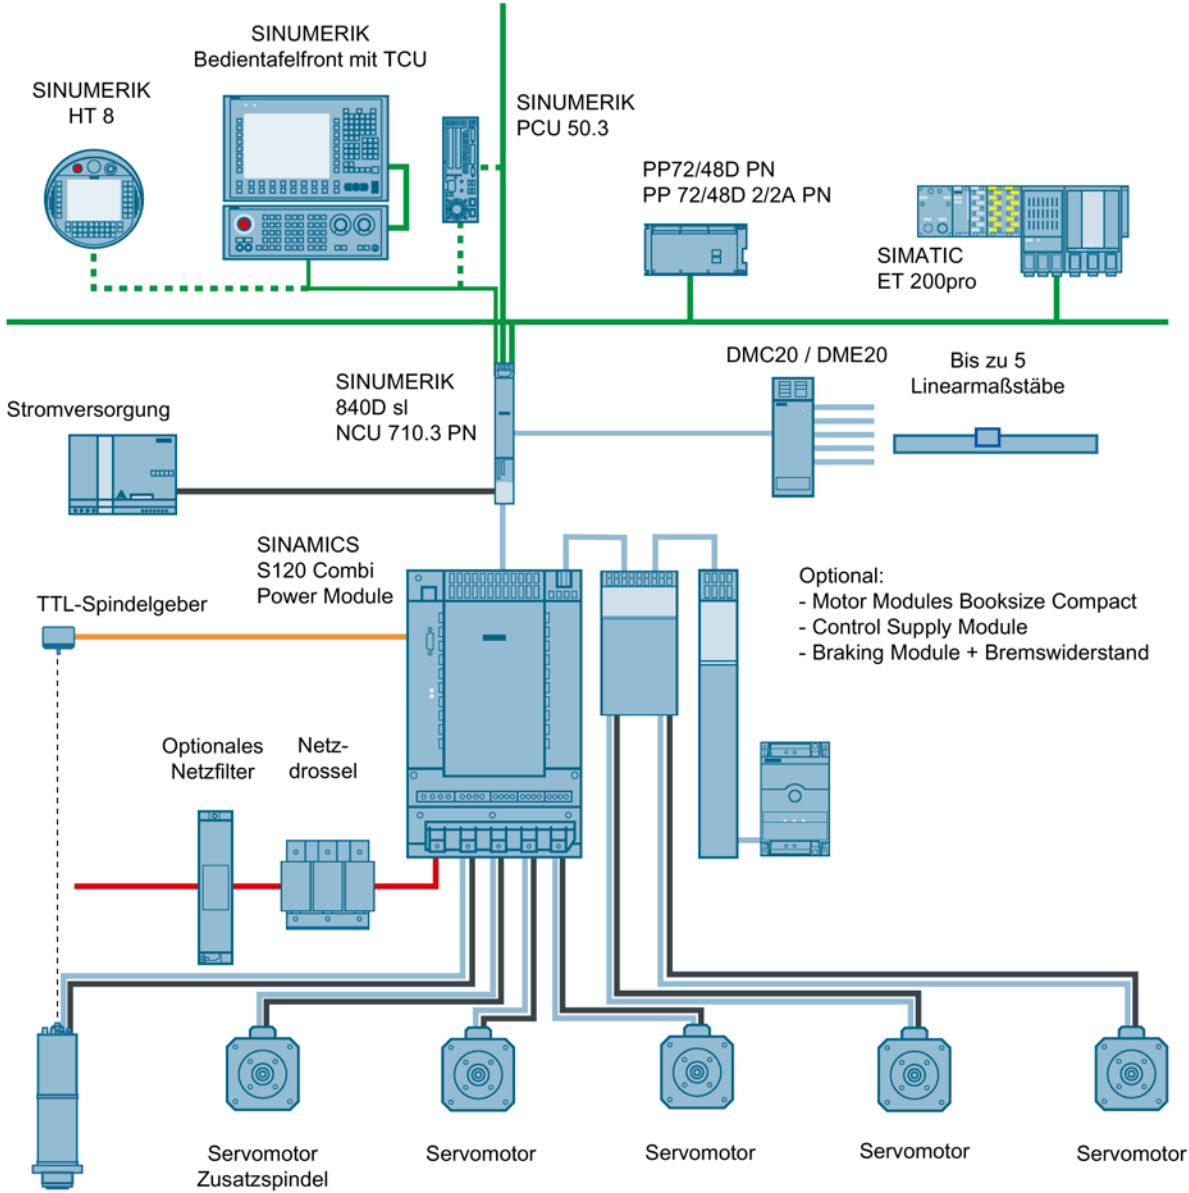 SINUMERIK
Bedientafelfront mit TCU
SINUMERIK
HT 8
SINUMERIK
PCU 50.3
PP72/48D PN
PP 72/48D 2/2A PN
SIMATIC
ET 200pro
DMC20 / DME20
Bis zu 5
Linearmaßstäbe
SINUMERIK
840D sl
NCU 710.3 PN
Stromversorgung
SINAMICS
S120 Combi
Power Module
TTL-Spindelgeber
Optional:
- Motor Modules Booksize Compact
- Control Supply Module
- Braking Module + Bremswiderstand
Optionales
Netzfilter
Netz-
drossel
Servomotor
Zusatzspindel
Servomotor
Servomotor
Servomotor
Servomotor